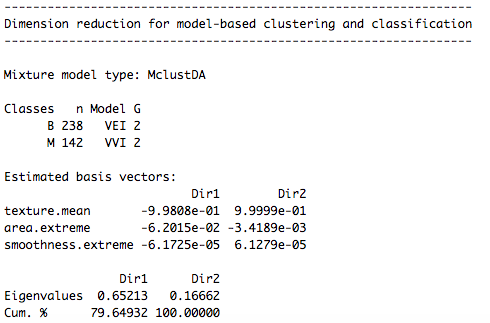 --------------------------------------------------------------
Dimension reduction for model-based clustering and classification
--------------------------------------------------------------
Mixture model type: MclustDA
Classes n Model G
B 238 VEI 2
M 142 VVI 2
Estimated basis vectors:
Dir1 Dir2
texture.mean -9.9808e-01 9.9999e-01
area.extreme -6.2015e-02 -3.4189e-03
smoothness.extreme -6.1725e-05 6.1279e-05
Dir1 Dir2
Eigenvalues 0.65213 0.16662
Cum. % 79.64932 100.00000